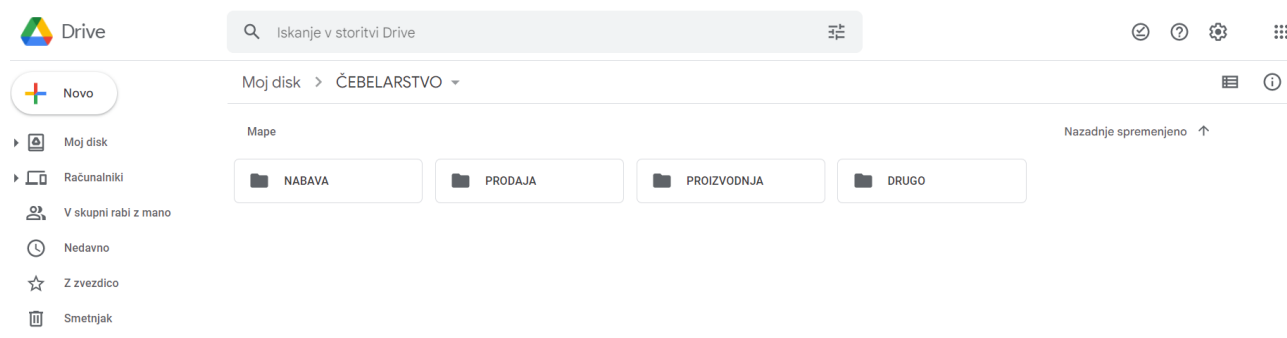 Drive
Iskanje v storitvi Drive
Novo
Moj disk > ČEBELARSTVO
Moj disk
Računalniki
V skupni rabi z mano
Nedavno
Z zvezdico
Smetnjak
Mape
Nazadnje spremenjeno
NABAVA
PRODAJA
PROIZVODNJA
DRUGO